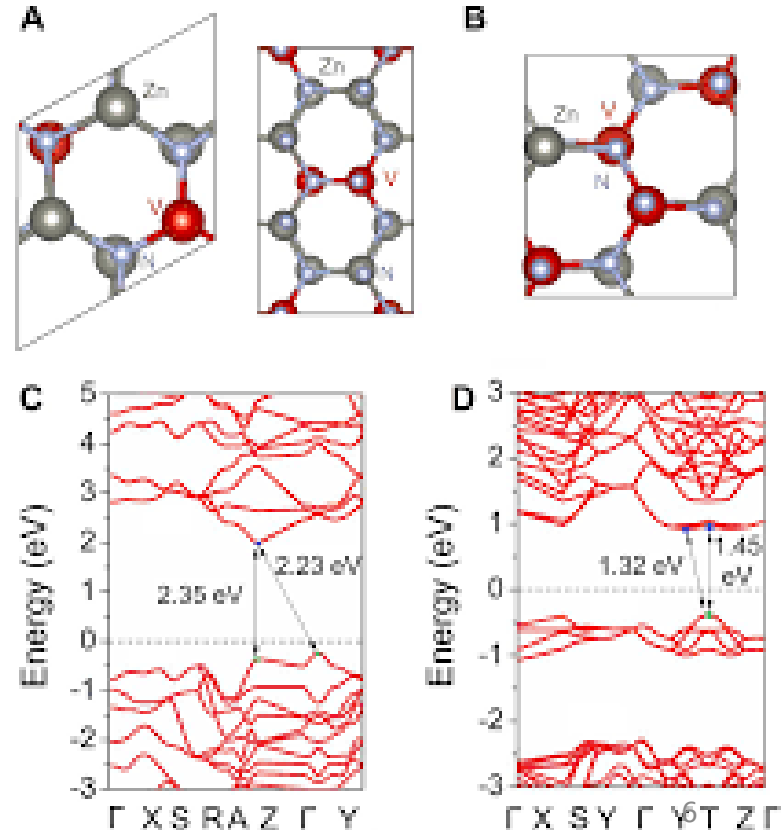 A
B
Zn
V
N
Zn
V
N
Zn
V
N
C
D
Energy (eV)
5
4
3
2
1
0
-1
-2
-3
2.35 eV
2.23 eV
Γ X S R A Z Γ Y
Energy (eV)
3
2
1
0
-1
-2
-3
1.32 eV
1.45
eV
Γ X S Y Γ Y T Z Γ
6